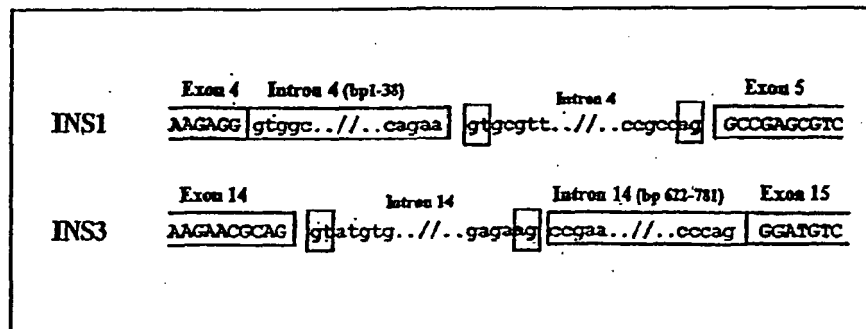 Exon 4 Intron 4 (bp1-38) Intron 4 Exon 5
INS1 AAGAGG gtggc..//..cagaa gtgcgtt..//..ccgccag GCCGAGCGTC
Exon 14 Intron 14 Intron 14 (bp 622-781) Exon 15
INS3 AAGAACGCAG gtatgtg..//..gagaag ccgaa..//..cccag GGATGTC